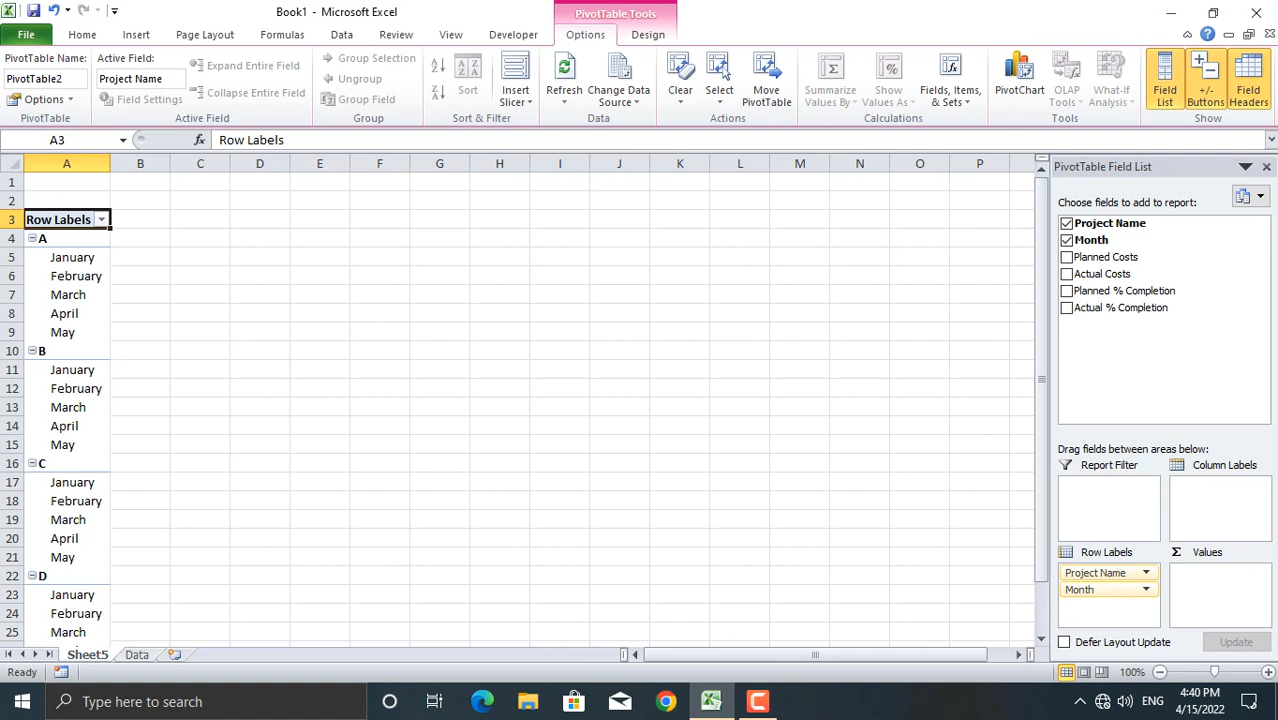 Book1 - Microsoft Excel
PivotTable Tools
File Home Insert Page Layout Formulas Data Review View Developer Options Design
PivotTable Name: Active Field:
PivotTable2 Project Name
Options Field Settings
Expand Entire Field
Collapse Entire Field
Group Selection
Ungroup
Group Field
Sort
Insert
Slicer
Refresh
Change Data
Source
Clear
Select
Move
PivotTable
Summarize
Values By
Show
Values As
Fields, Items,
& Sets
PivotChart
OLAP
Tools
What-If
Analysis
Field
List
+/-
Buttons
Field
Headers
PivotTable Active Field Group Sort & Filter Data Actions Calculations Tools Show
A3 fx Row Labels
A B C D E F G H I J K L M N O P
1
2
3 Row Labels
4 A
5 January
6 February
7 March
8 April
9 May
10 B
11 January
12 February
13 March
14 April
15 May
16 C
17 January
18 February
19 March
20 April
21 May
22 D
23 January
24 February
25 March
PivotTable Field List
Choose fields to add to report:
Project Name
Month
Planned Costs
Actual Costs
Planned % Completion
Actual % Completion
Drag fields between areas below:
Report Filter Column Labels
Row Labels Σ Values
Project Name
Month
Defer Layout Update Update
Sheet5 Data
Ready 100%
Type here to search
ENG
4:40 PM
4/15/2022